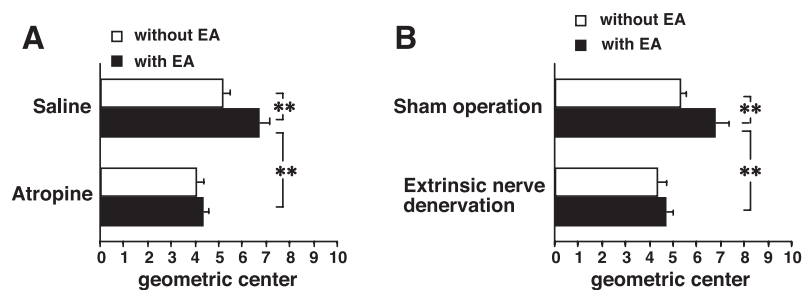 A
without EA
with EA
Saline
**
**
Atropine
0 1 2 3 4 5 6 7 8 9 10
geometric center
B
without EA
with EA
Sham operation
**
**
Extrinsic nerve
denervation
0 1 2 3 4 5 6 7 8 9 10
geometric center